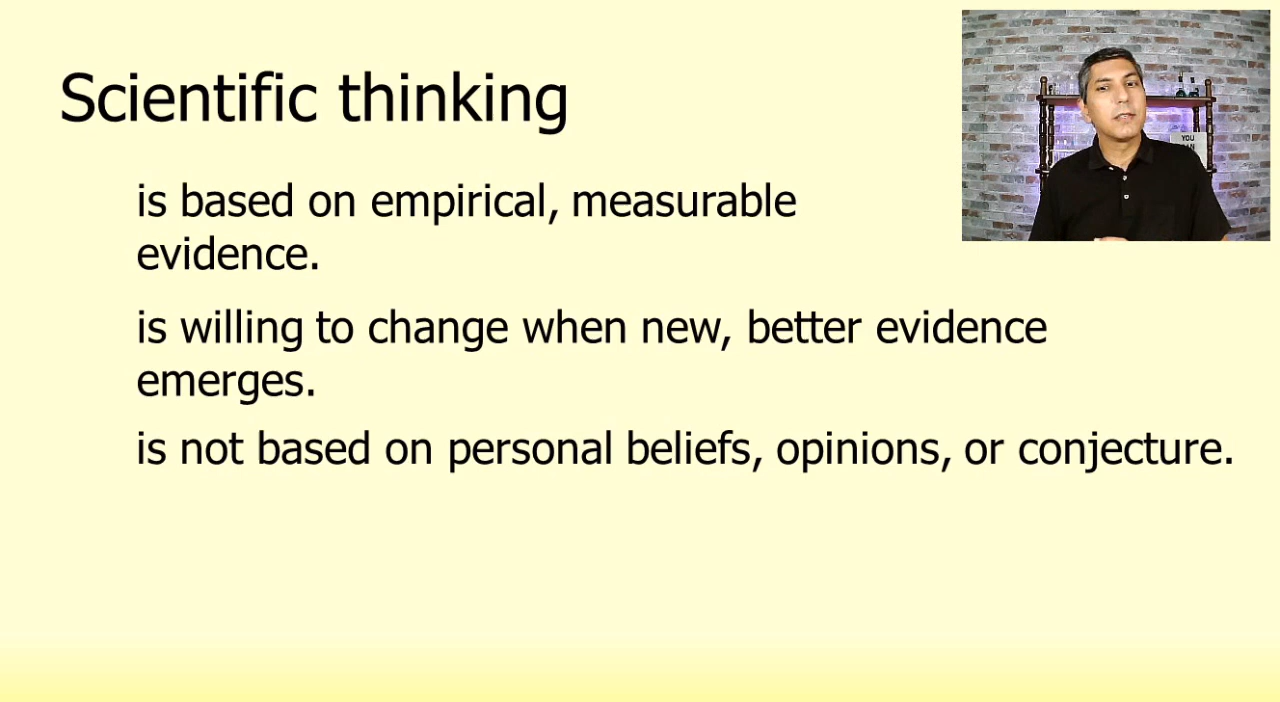 Scientific thinking
is based on empirical, measurable
evidence.
is willing to change when new, better evidence
emerges.
is not based on personal beliefs, opinions, or conjecture.
YOU